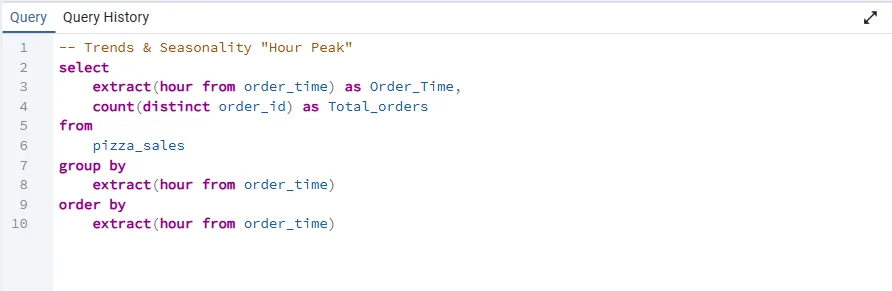 Query Query History
1 -- Trends & Seasonality "Hour Peak"
2 select
3 extract(hour from order_time) as Order_Time,
4 count(distinct order_id) as Total_orders
5 from
6 pizza_sales
7 group by
8 extract(hour from order_time)
9 order by
10 extract(hour from order_time)